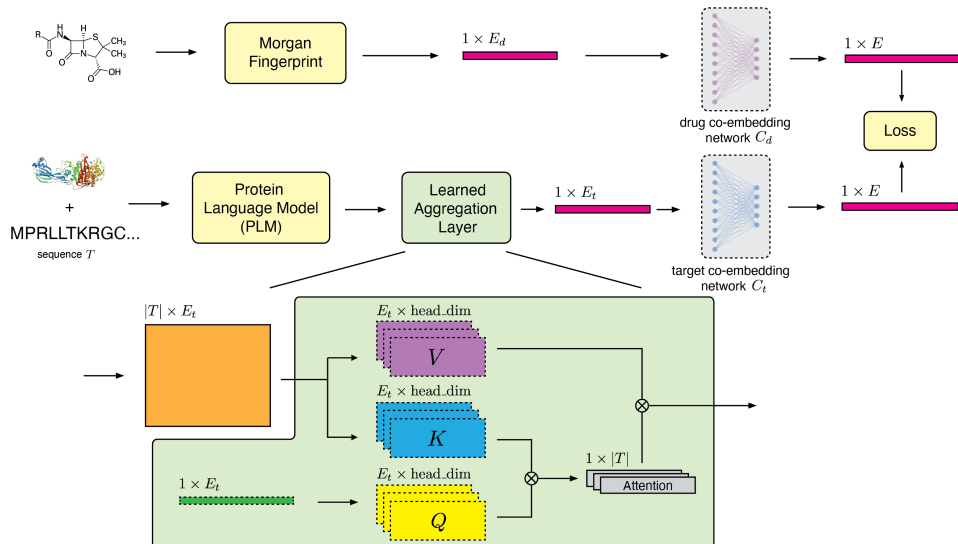 R
H
N
O
H
S
N
O
CH3
CH3
O
OH
Morgan
Fingerprint
1 × E_d
drug co-embedding
network C_d
1 × E
Loss
+
MPRLLTKRGC...
sequence T
Protein
Language Model
(PLM)
Learned
Aggregation
Layer
1 × E_t
target co-embedding
network C_t
1 × E
|T| × E_t
E_t × head_dim
V
E_t × head_dim
K
1 × E_t
E_t × head_dim
Q
1 × |T|
Attention